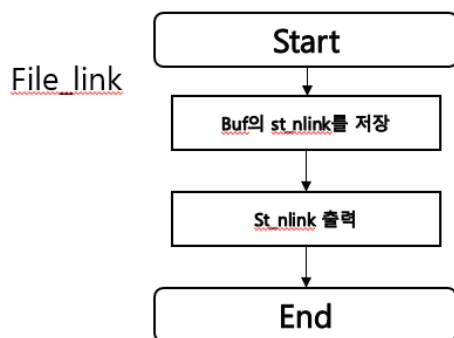 Start
File_link
Buf의 st_nlink를 저장
St_nlink 출력
End